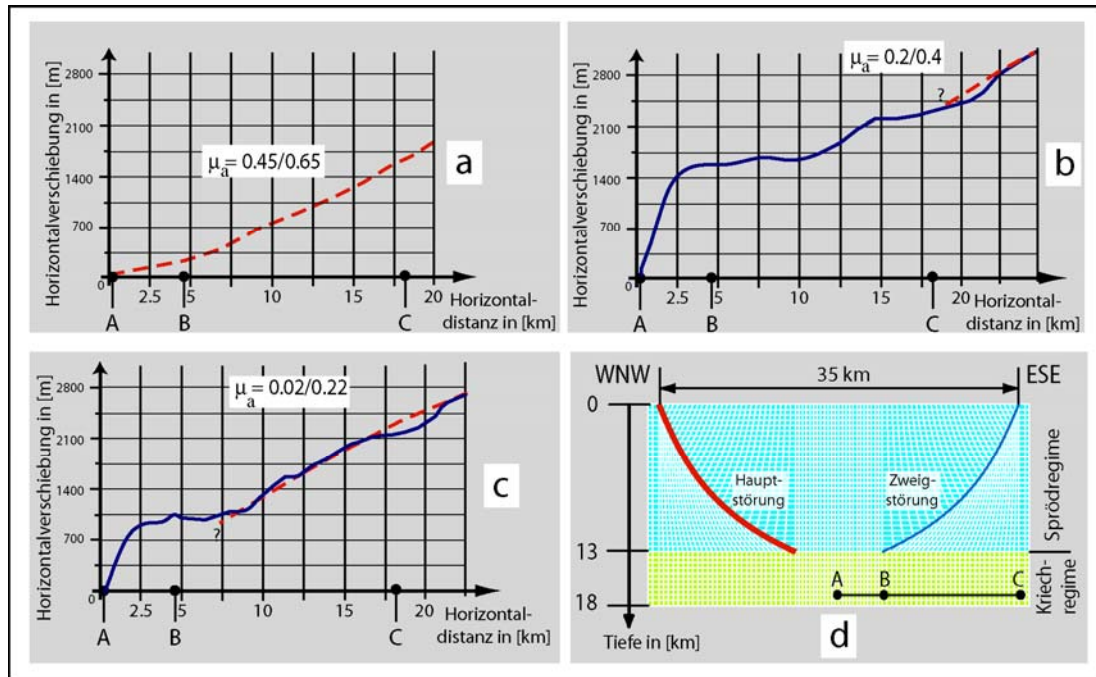 Horizontalverschiebung in [m]
2800
2100
1400
700
0
μa = 0.45/0.65
a
2.5
5
10
15
20
A
B
C
Horizontal-
distanz in [km]
Horizontalverschiebung in [m]
2800
2100
1400
700
0
μa = 0.2/0.4
?
b
2.5
5
10
15
20
A
B
C
Horizontal-
distanz in [km]
Horizontalverschiebung in [m]
2800
2100
1400
700
0
μa = 0.02/0.22
?
c
2.5
5
10
15
20
A
B
C
Horizontal-
distanz in [km]
WNW
35 km
ESE
0
Haupt-
störung
Zweig-
störung
Sprödregime
13
A
B
C
Kriech-
regime
18
Tiefe in [km]
d